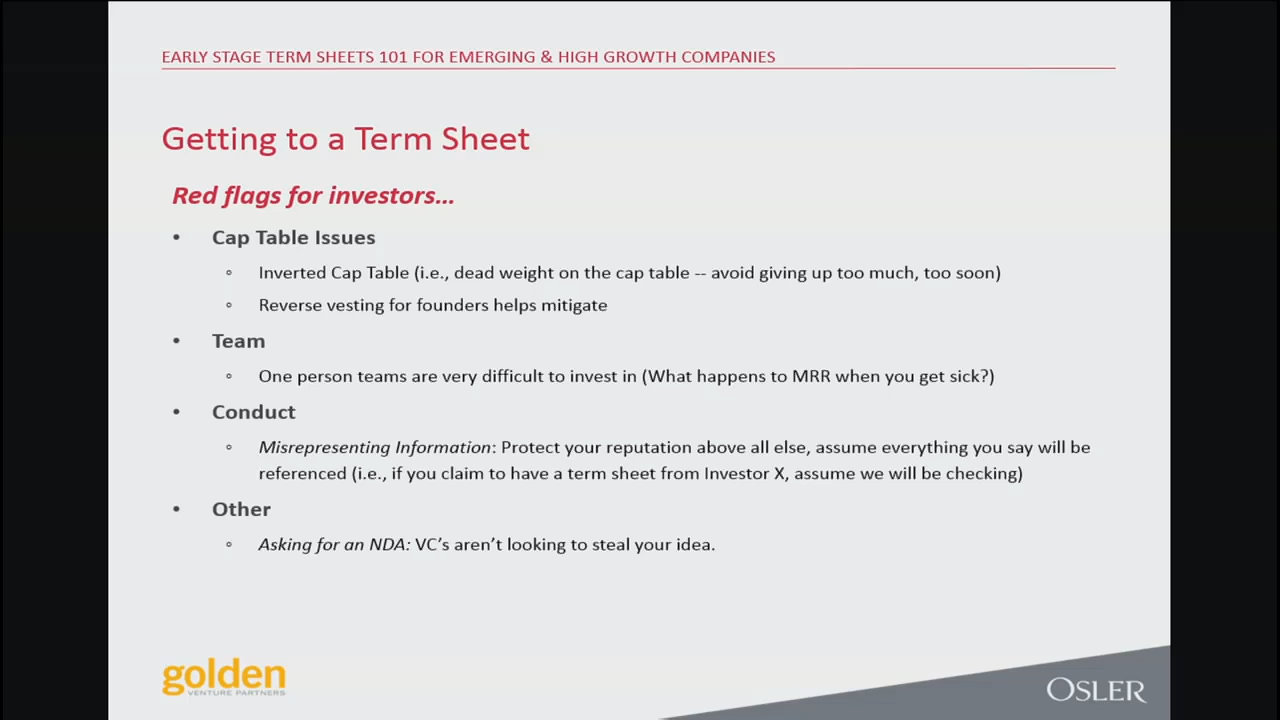 EARLY STAGE TERM SHEETS 101 FOR EMERGING & HIGH GROWTH COMPANIES
Getting to a Term Sheet
Red flags for investors...
• Cap Table Issues
◦ Inverted Cap Table (i.e., dead weight on the cap table -- avoid giving up too much, too soon)
◦ Reverse vesting for founders helps mitigate
• Team
◦ One person teams are very difficult to invest in (What happens to MRR when you get sick?)
• Conduct
◦ Misrepresenting Information: Protect your reputation above all else, assume everything you say will be
referenced (i.e., if you claim to have a term sheet from Investor X, assume we will be checking)
• Other
◦ Asking for an NDA: VC's aren't looking to steal your idea.
golden
VENTURE PARTNERS
OSLER